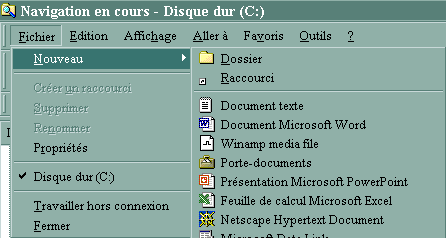 Navigation en cours - Disque dur (C:)
Fichier Edition Affichage Aller à Favoris Outils ?
Nouveau
Créer un raccourci
Supprimer
Renommer
Propriétés
Disque dur (C:)
Travailler hors connexion
Fermer
Dossier
Raccourci
Document texte
Document Microsoft Word
Winamp media file
Porte-documents
Présentation Microsoft PowerPoint
Feuille de calcul Microsoft Excel
Netscape Hypertext Document
Microsoft Data Link